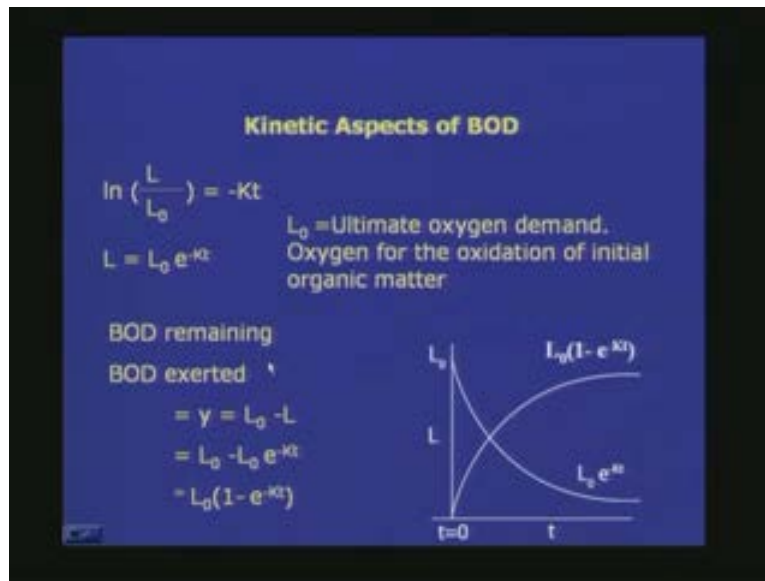 Kinetic Aspects of BOD
ln (L/L₀) = -Kt
L = L₀ e^-Kt
L₀ =Ultimate oxygen demand.
Oxygen for the oxidation of initial
organic matter
BOD remaining
BOD exerted
= y = L₀ -L
= L₀ -L₀ e^-Kt
= L₀(1- e^-Kt)
L₀
L₀(1- e^-Kt)
L
L₀ e^-Kt
t=0
t